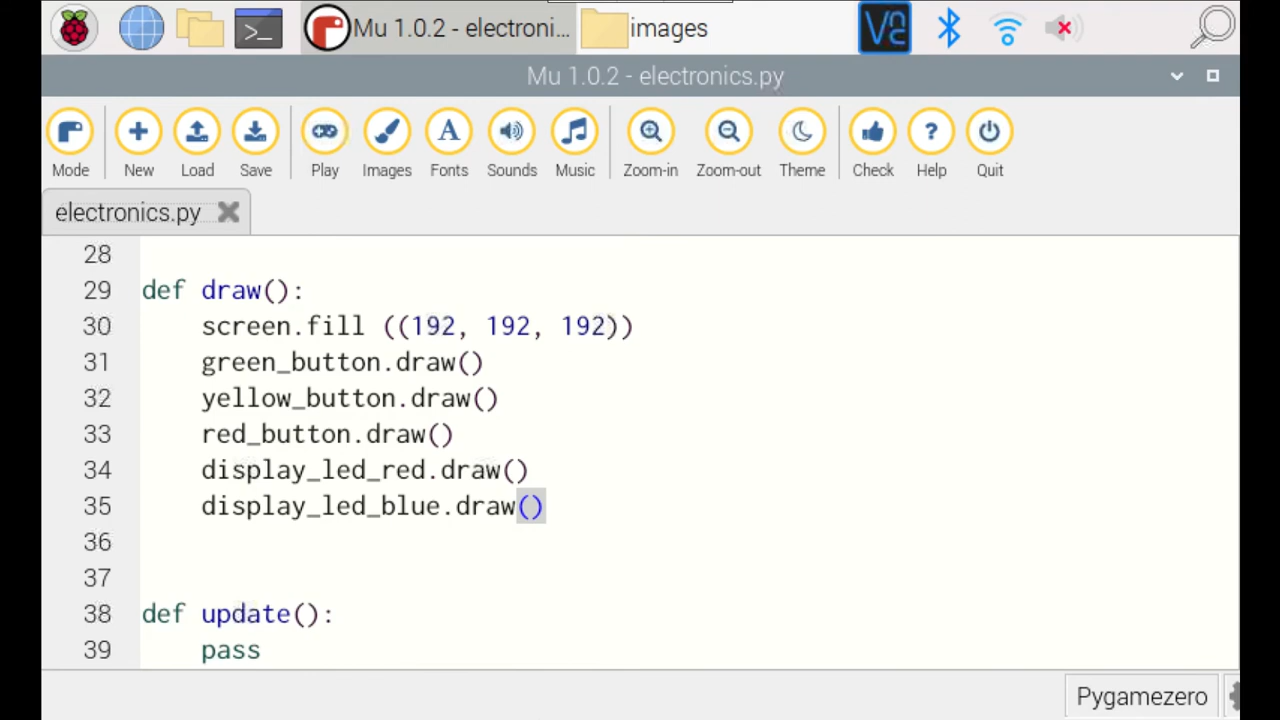 Mu 1.0.2 - electroni... images
Mu 1.0.2 - electronics.py
Mode New Load Save Play Images Fonts Sounds Music Zoom-in Zoom-out Theme Check Help Quit
electronics.py
28
29 def draw():
30     screen.fill ((192, 192, 192))
31     green_button.draw()
32     yellow_button.draw()
33     red_button.draw()
34     display_led_red.draw()
35     display_led_blue.draw()
36
37
38 def update():
39     pass
Pygamezero